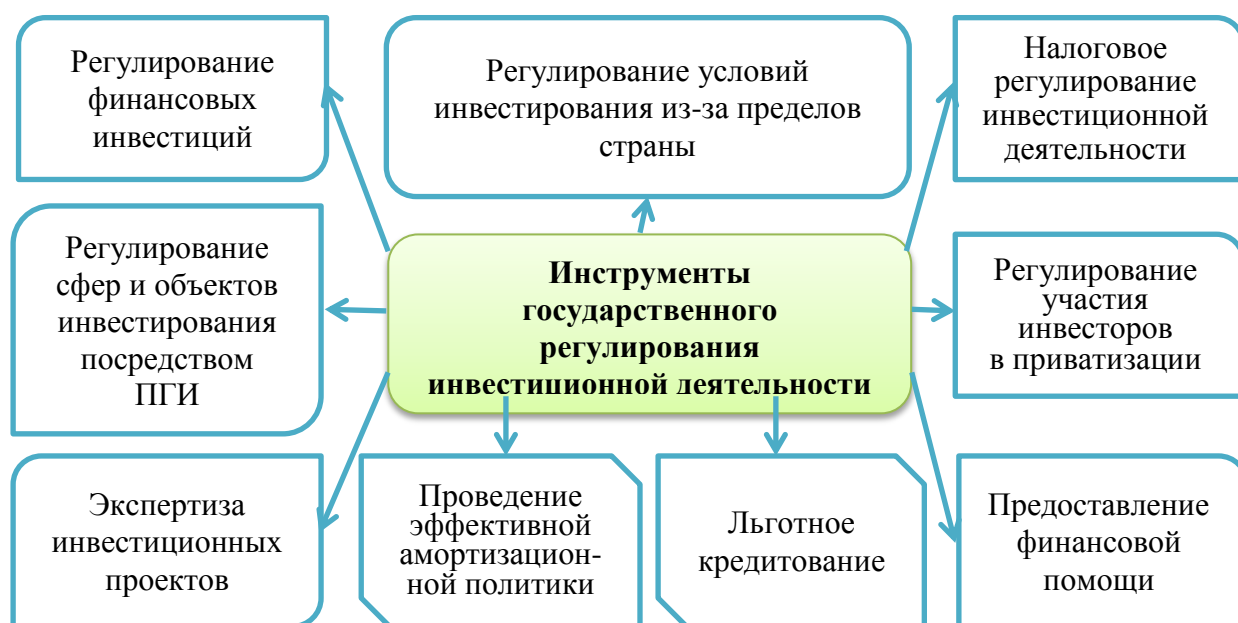 Регулирование
финансовых
инвестиций
Регулирование условий
инвестирования из-за пределов
страны
Налоговое
регулирование
инвестиционной
деятельности
Регулирование
сфер и объектов
инвестирования
посредством
ПГИ
Инструменты
государственного
регулирования
инвестиционной деятельности
Регулирование
участия
инвесторов
в приватизации
Экспертиза
инвестиционных
проектов
Проведение
эффективной
амортизацион-
ной политики
Льготное
кредитование
Предоставление
финансовой
помощи